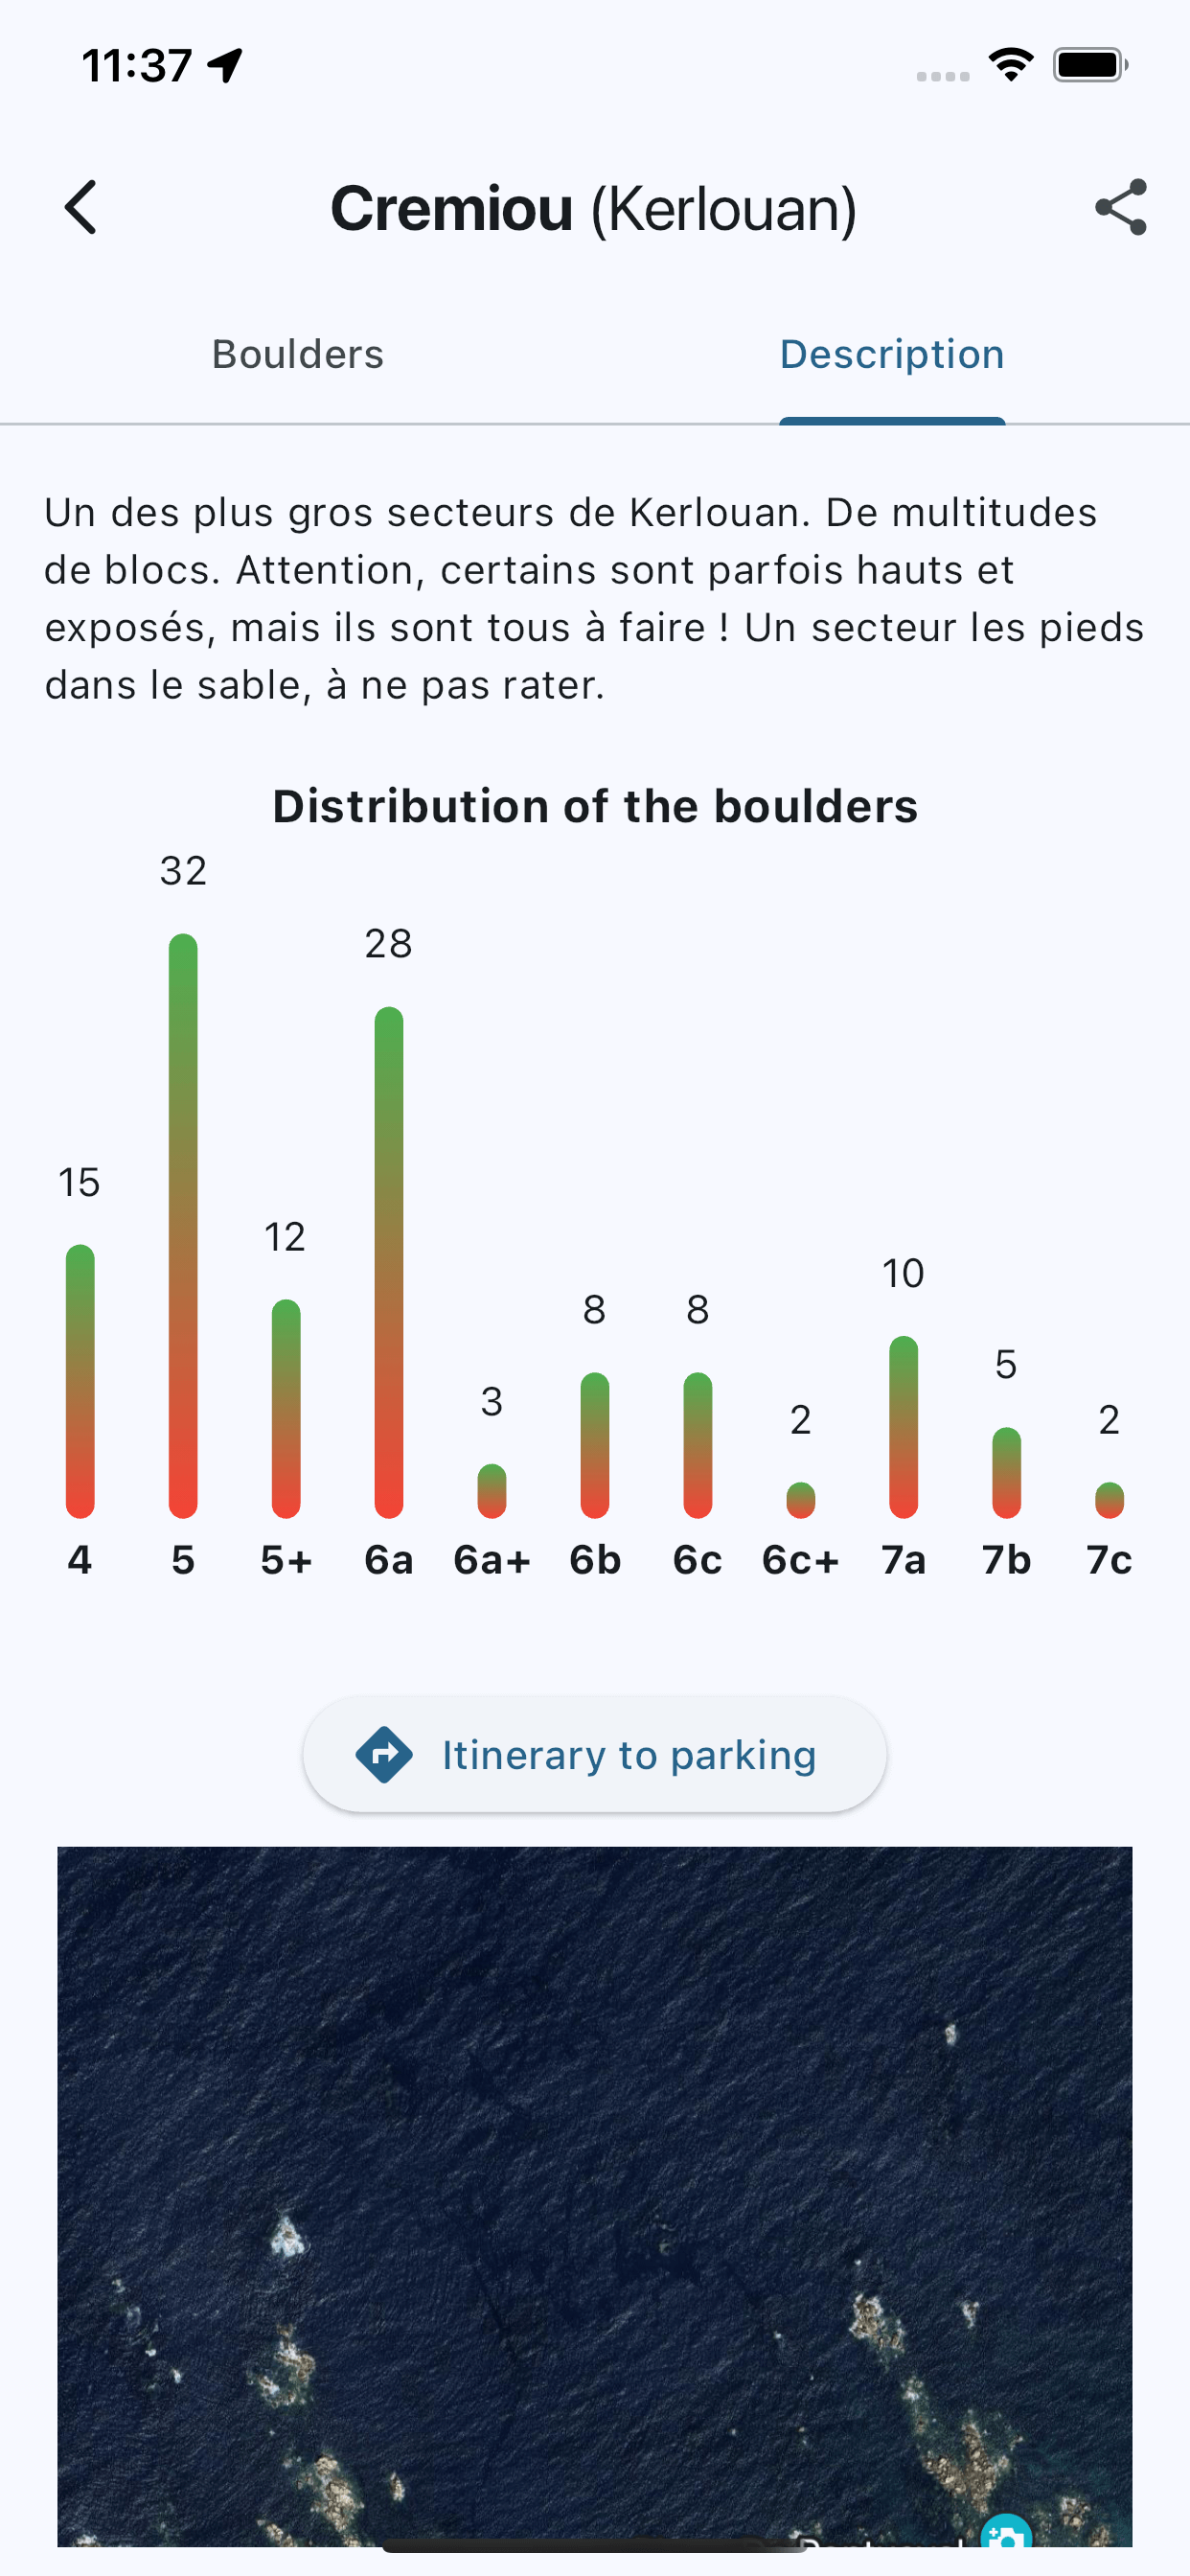 11:37
Cremiou (Kerlouan)
Boulders
Description
Un des plus gros secteurs de Kerlouan. De multitudes
de blocs. Attention, certains sont parfois hauts et
exposés, mais ils sont tous à faire ! Un secteur les pieds
dans le sable, à ne pas rater.
Distribution of the boulders
15 32 12 28 3 8 8 2 10 5 2
4 5 5+ 6a 6a+ 6b 6c 6c+ 7a 7b 7c
Itinerary to parking